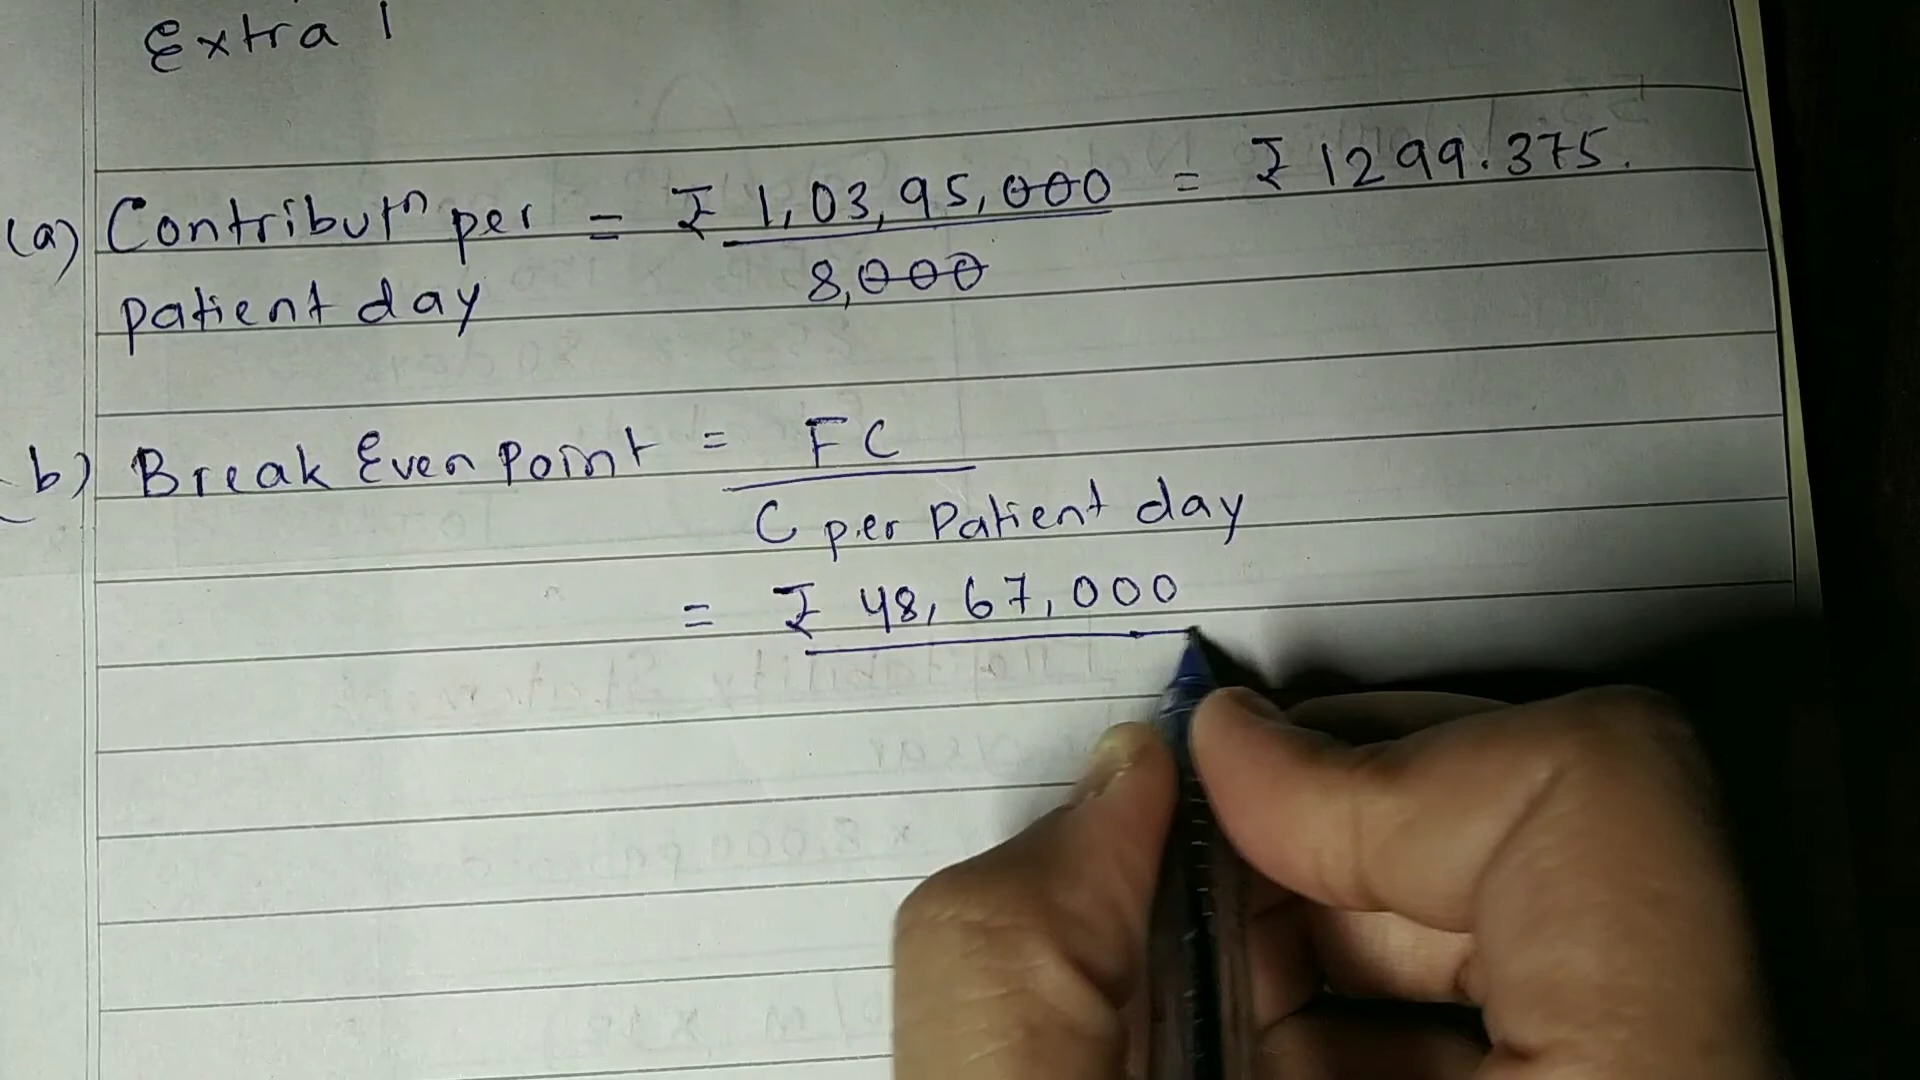 Extra 1
(a) Contributⁿ per = ₹ 1,03,95,000 = ₹ 1299.375.
patient day 8,000
b) Break Even Point = FC
C per Patient day
= ₹ 48,67,000